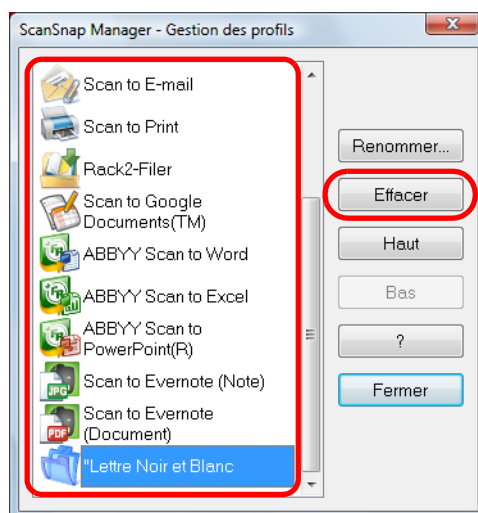 ScanSnap Manager - Gestion des profils
Scan to E-mail
Scan to Print
Rack2-Filer
Scan to Google
Documents(TM)
ABBYY Scan to Word
ABBYY Scan to Excel
ABBYY Scan to
PowerPoint(R)
JPG
Scan to Evernote (Note)
Scan to Evernote
PDF
(Document)
"Lettre Noir et Blanc
Renommer...
Effacer
Haut
Bas
?
Fermer